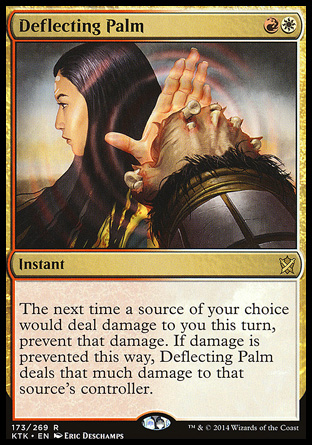 Deflecting Palm
Instant
The next time a source of your choice
would deal damage to you this turn,
prevent that damage. If damage is
prevented this way, Deflecting Palm
deals that much damage to that
source's controller.
173/269 R
KTK • EN Eric Deschamps
™ & © 2014 Wizards of the Coast